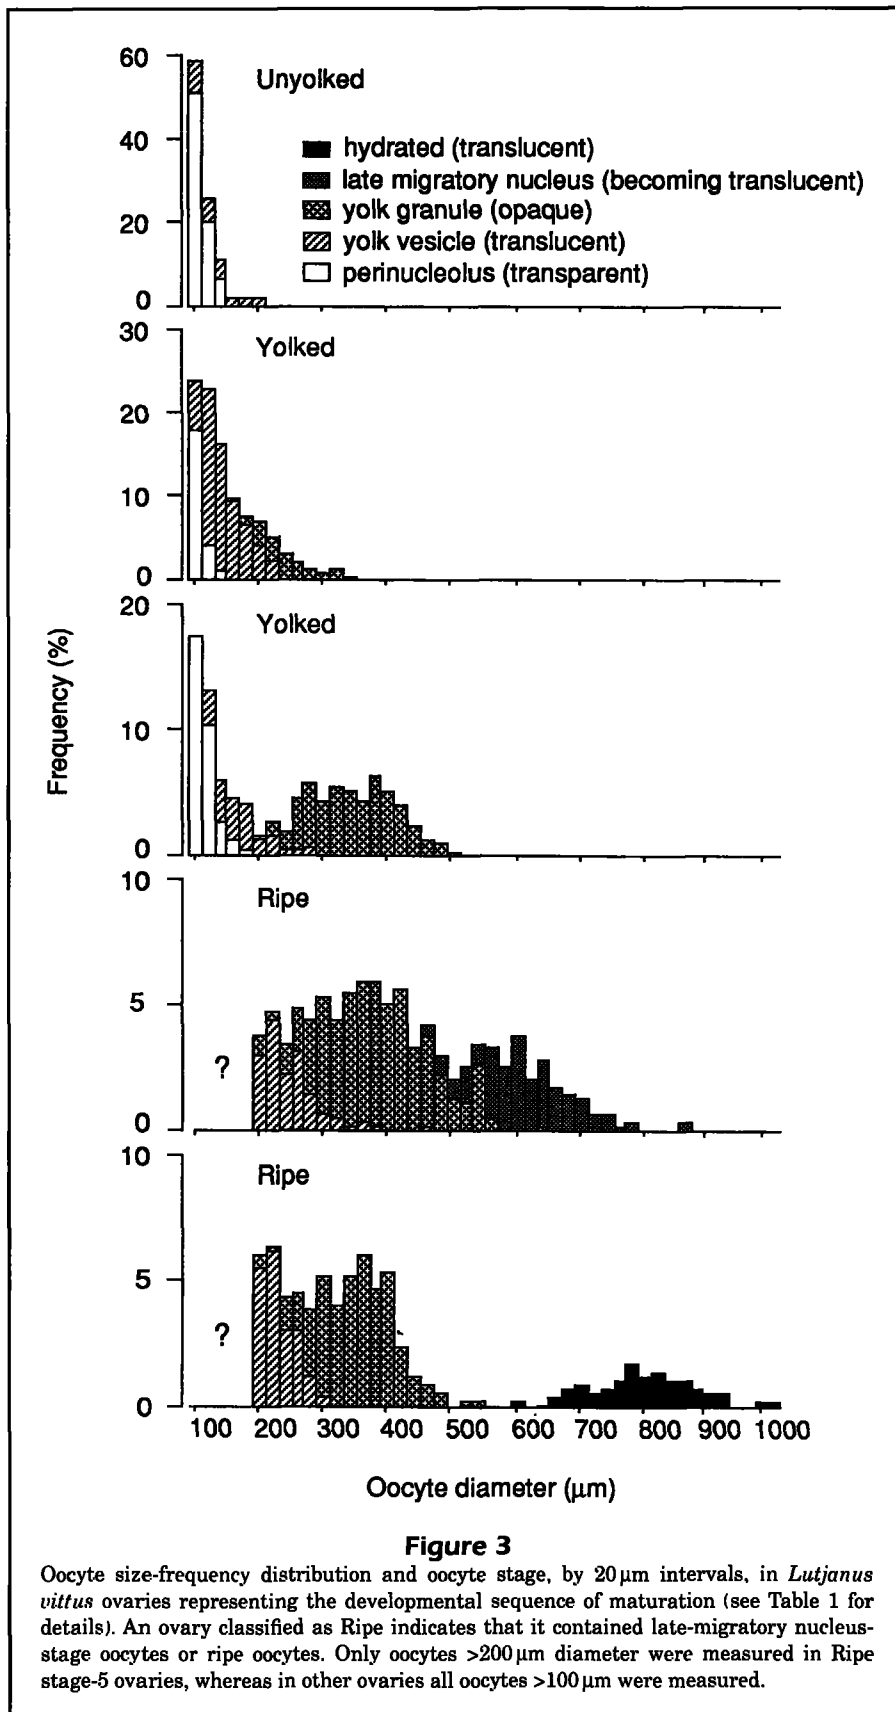 60
Unyolked
40
20
0
hydrated (translucent)
late migratory nucleus (becoming translucent)
yolk granule (opaque)
yolk vesicle (translucent)
perinucleolus (transparent)
30
Yolked
20
10
0
20
Yolked
10
0
Frequency (%)
10
Ripe
5
?
0
10
Ripe
5
?
0
100 200 300 400 500 600 700 800 900 1000
Oocyte diameter (µm)
Figure 3
Oocyte size-frequency distribution and oocyte stage, by 20 µm intervals, in Lutjanus
vittus ovaries representing the developmental sequence of maturation (see Table 1 for
details). An ovary classified as Ripe indicates that it contained late-migratory nucleus-
stage oocytes or ripe oocytes. Only oocytes >200 µm diameter were measured in Ripe
stage-5 ovaries, whereas in other ovaries all oocytes >100 µm were measured.